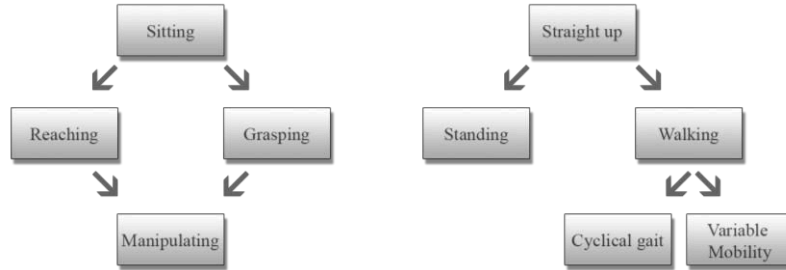 Sitting
Straight up
Reaching
Grasping
Standing
Walking
Manipulating
Cyclical gait
Variable
Mobility